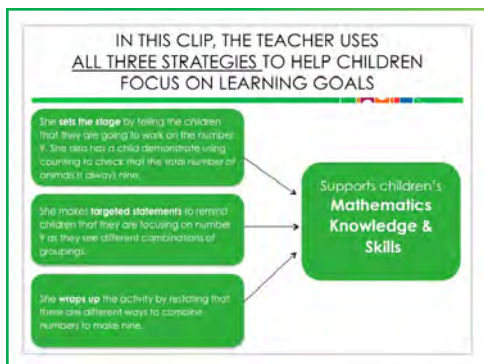 IN THIS CLIP, THE TEACHER USES
ALL THREE STRATEGIES TO HELP CHILDREN
FOCUS ON LEARNING GOALS
She sets the stage by telling the children
that they are going to work on the number
9. She also has a child demonstrate using
counting to check that the total number of
animals is always nine.
She makes targeted statements to remind
children that they are focusing on number
9 as they see different combinations of
groupings.
She wraps up the activity by restating that
there are different ways to combine
numbers to make nine.
Supports children's
Mathematics
Knowledge &
Skills